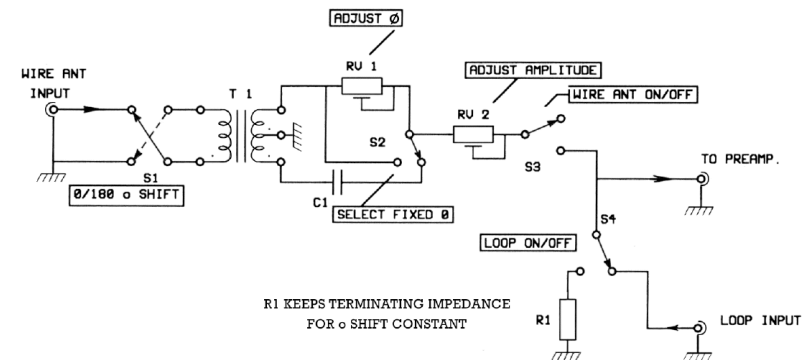 ADJUST Ø
RV 1
ADJUST AMPLITUDE
WIRE ANT
INPUT
T 1
WIRE ANT ON/OFF
RV 2
S2
S3
TO PREAMP.
S1
0/180 o SHIFT
C1
SELECT FIXED 0
S4
LOOP ON/OFF
R1 KEEPS TERMINATING IMPEDANCE
FOR o SHIFT CONSTANT
R1
LOOP INPUT